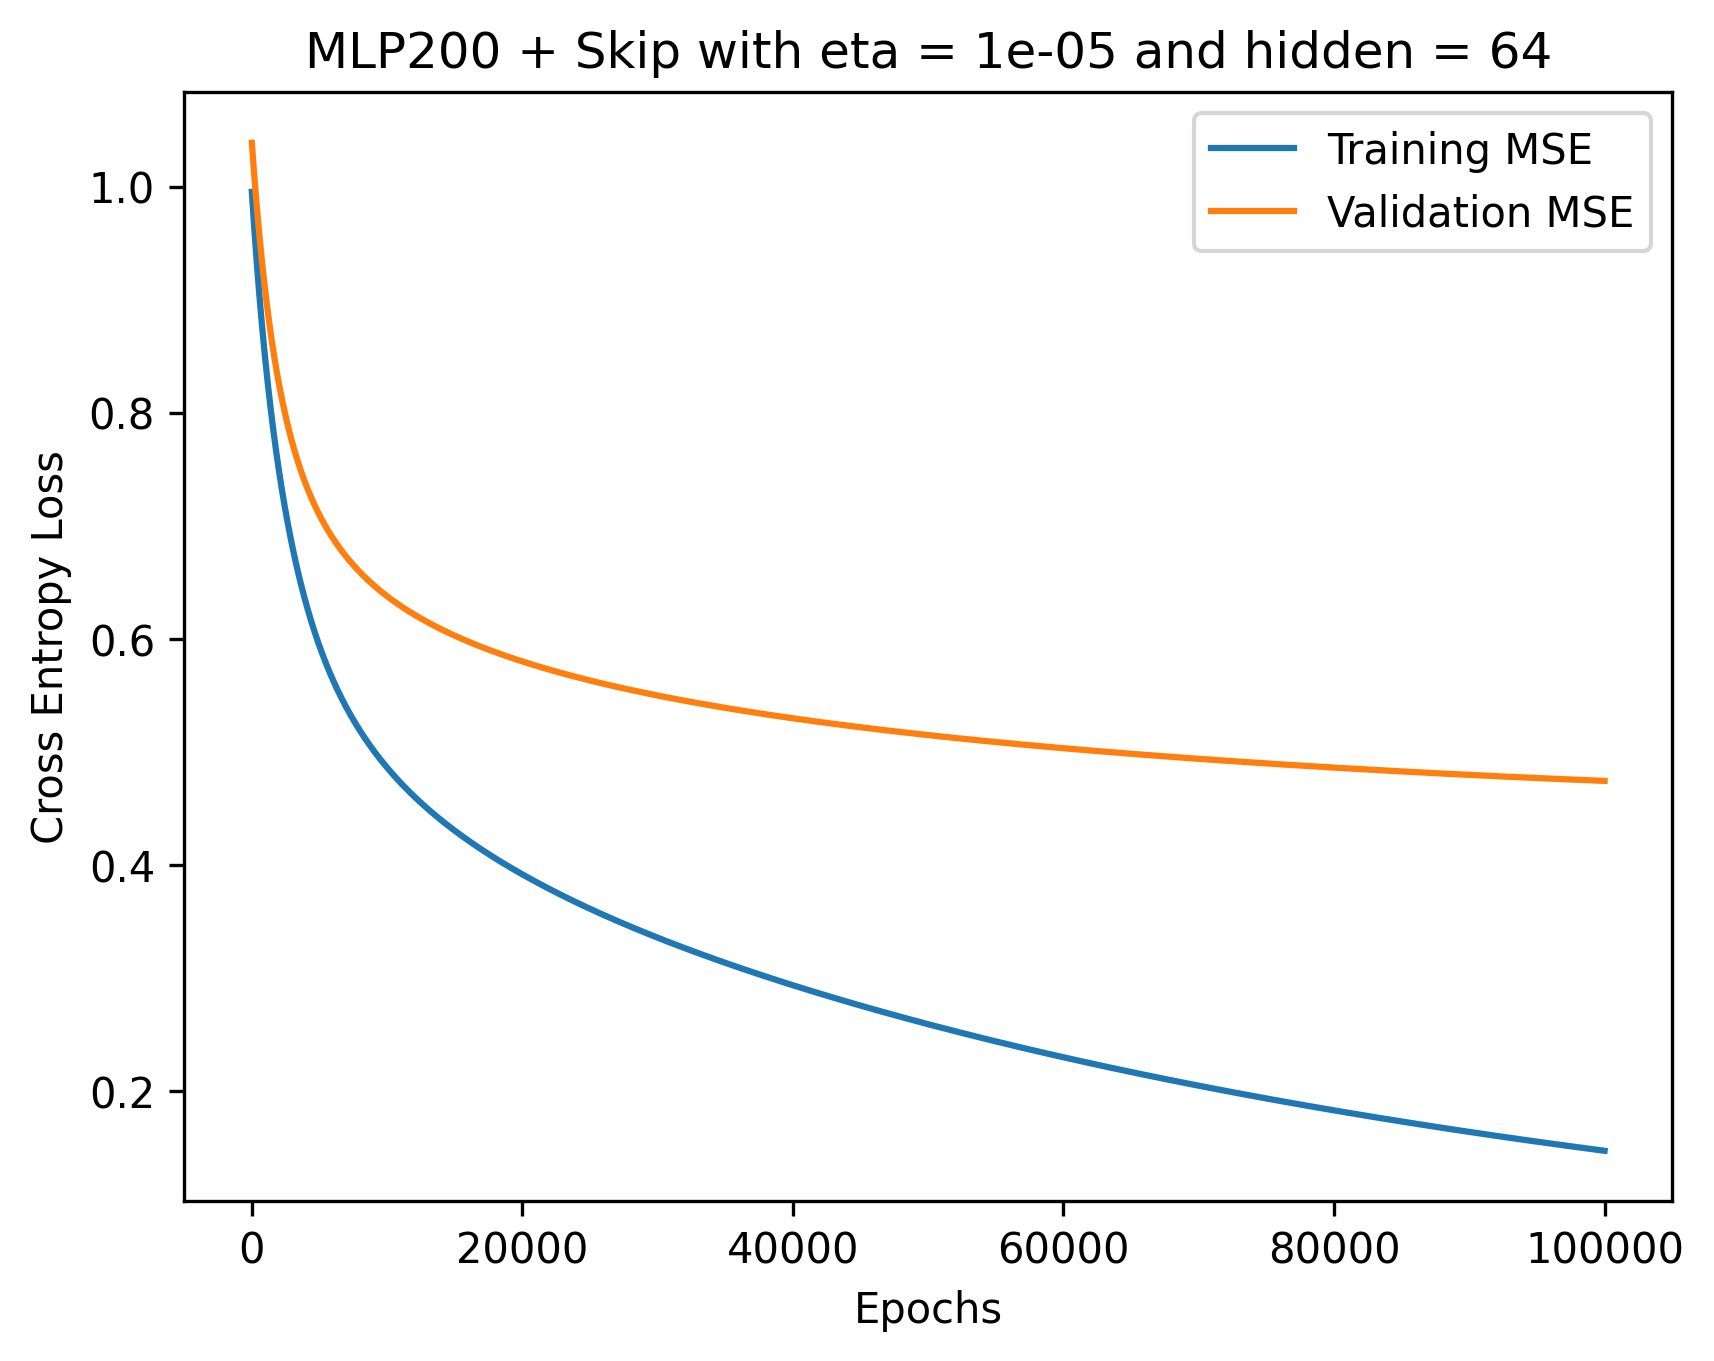 MLP200 + Skip with eta = 1e-05 and hidden = 64
Training MSE
Validation MSE
Cross Entropy Loss
1.0
0.8
0.6
0.4
0.2
0 20000 40000 60000 80000 100000
Epochs